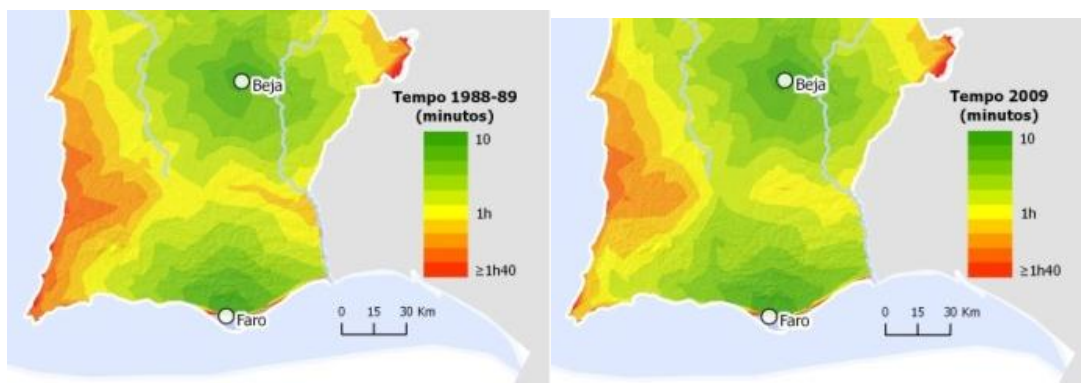 Beja
Tempo 1988-89
(minutos)
10
1h
≥1h40
0 15 30 Km
Faro
Beja
Tempo 2009
(minutos)
10
1h
≥1h40
0 15 30 Km
Faro